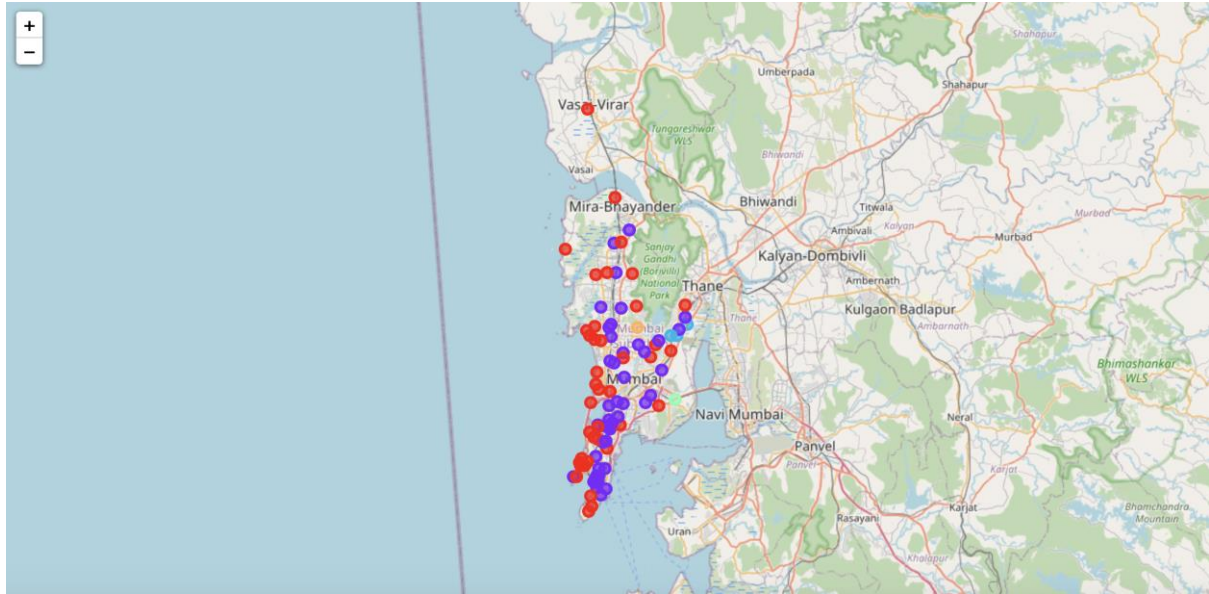 +
−
Shahapur
Umberpada
Shahapur
Vasai-Virar
Tungareshwar
WLS
Bhiwandi
Vasai
Mira-Bhayander
Bhiwandi
Titwala
Murbad
Kalyan
Ambivali
Murbad
Sanjay
Gandhi
(Borivili)
National
Park
Kalyan-Dombivli
Thane
Ambernath
Kulgaon Badlapur
Thane
Ambarnath
Mumbai
Bhimashankar
WLS
Mumbai
Navi Mumbai
Neral
Panvel
Panvel
Karjat
Karjat
Bhamchandra
Mountain
Rasayani
Uran
Khalapur